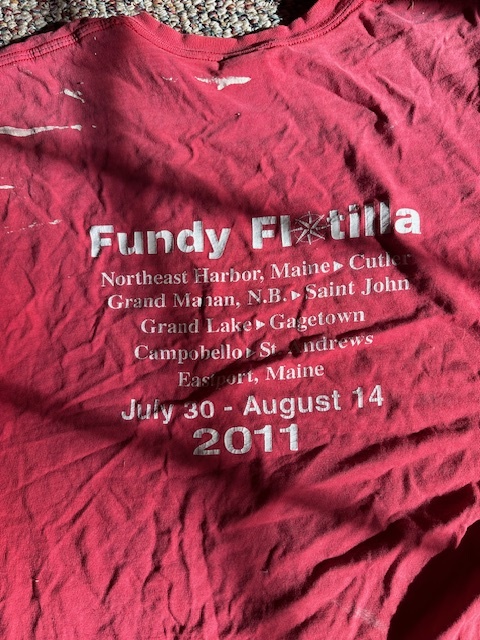 Fundy Flotilla
Northeast Harbor, Maine▸Cutler
Grand Manan, N.B.▸Saint John
Grand Lake▸Gagetown
Campobello▸St. Andrews
Eastport, Maine
July 30 - August 14
2011